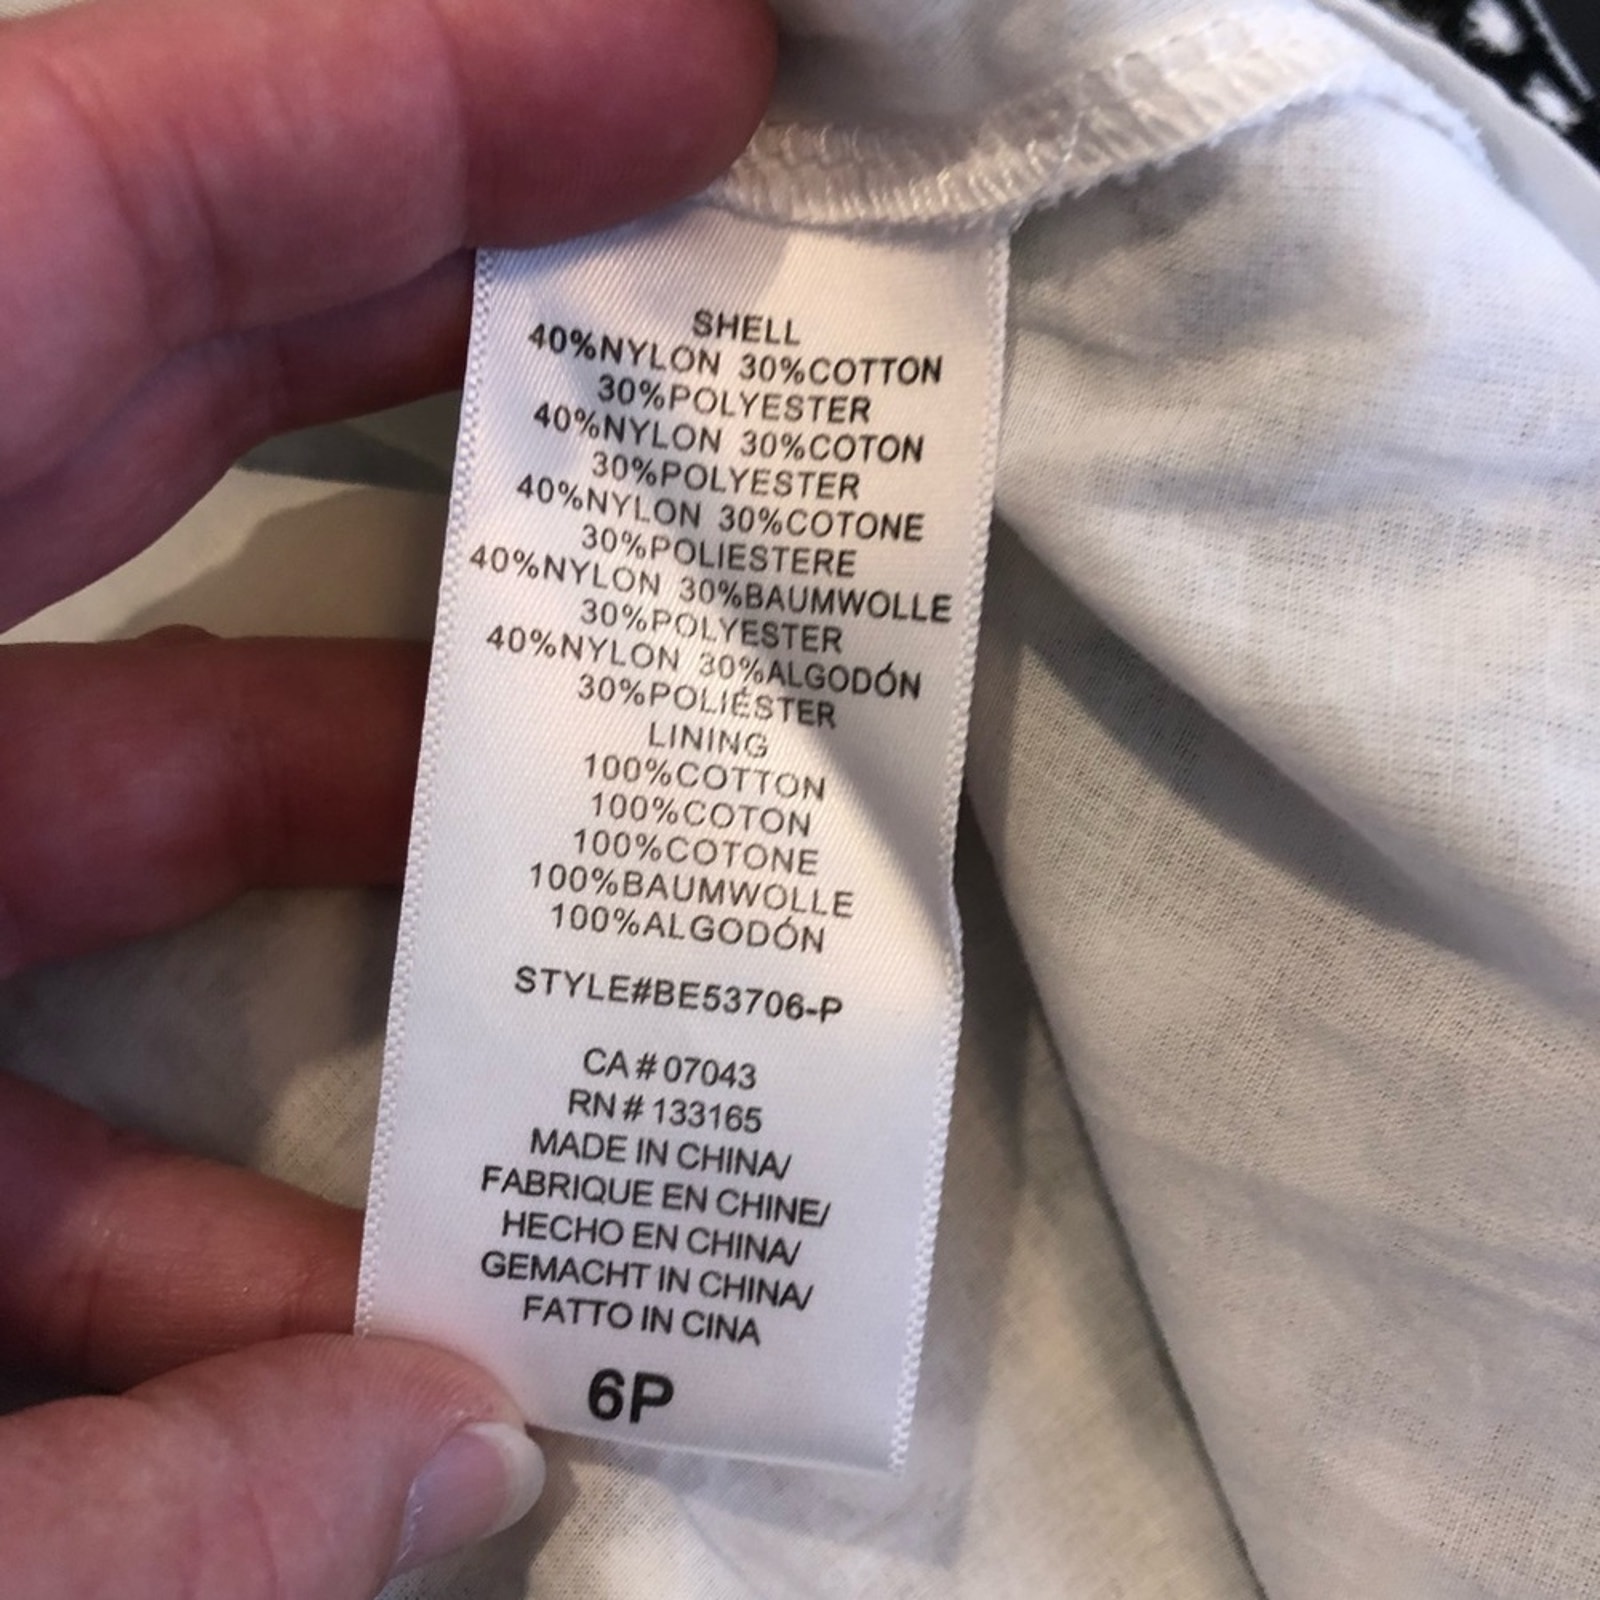 SHELL
40%NYLON 30%COTTON
30%POLYESTER
40%NYLON 30%COTON
30%POLYESTER
40%NYLON 30%COTONE
30%POLIESTERE
40%NYLON 30%BAUMWOLLE
30%POLYESTER
40%NYLON 30%ALGODÓN
30%POLIÉSTER
LINING
100%COTTON
100%COTON
100%COTONE
100%BAUMWOLLE
100%ALGODÓN
STYLE#BE53706-P
CA # 07043
RN # 133165
MADE IN CHINA/
FABRIQUE EN CHINE/
HECHO EN CHINA/
GEMACHT IN CHINA/
FATTO IN CINA
6P